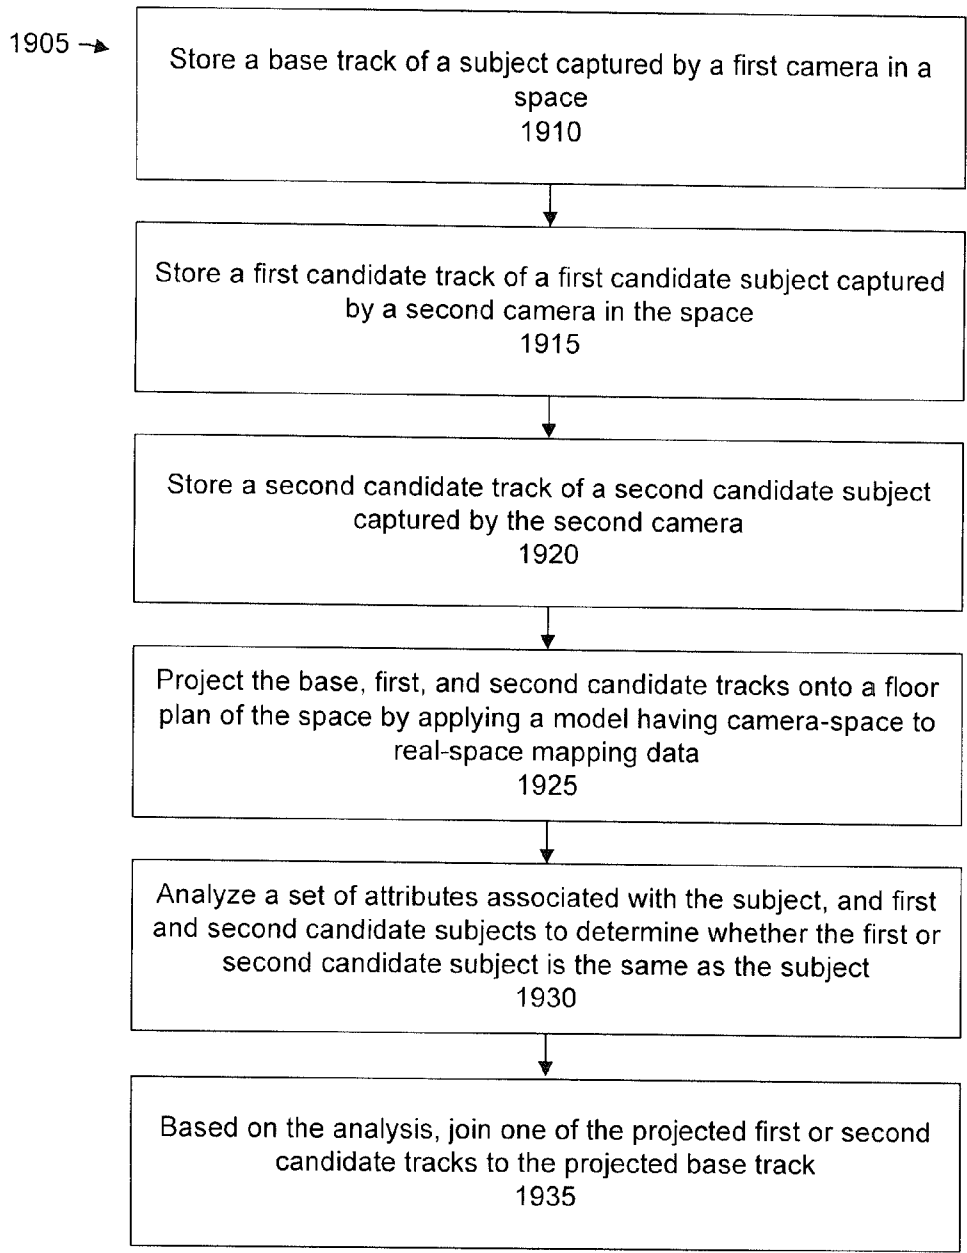 1905
Store a base track of a subject captured by a first camera in a
space
1910
Store a first candidate track of a first candidate subject captured
by a second camera in the space
1915
Store a second candidate track of a second candidate subject
captured by the second camera
1920
Project the base, first, and second candidate tracks onto a floor
plan of the space by applying a model having camera-space to
real-space mapping data
1925
Analyze a set of attributes associated with the subject, and first
and second candidate subjects to determine whether the first or
second candidate subject is the same as the subject
1930
Based on the analysis, join one of the projected first or second
candidate tracks to the projected base track
1935